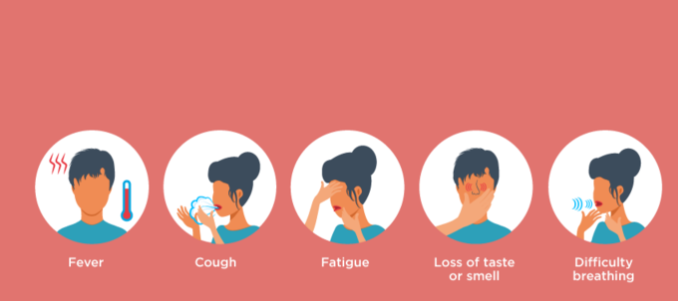 Fever
Cough
Fatigue
Loss of taste
or smell
Difficulty
breathing